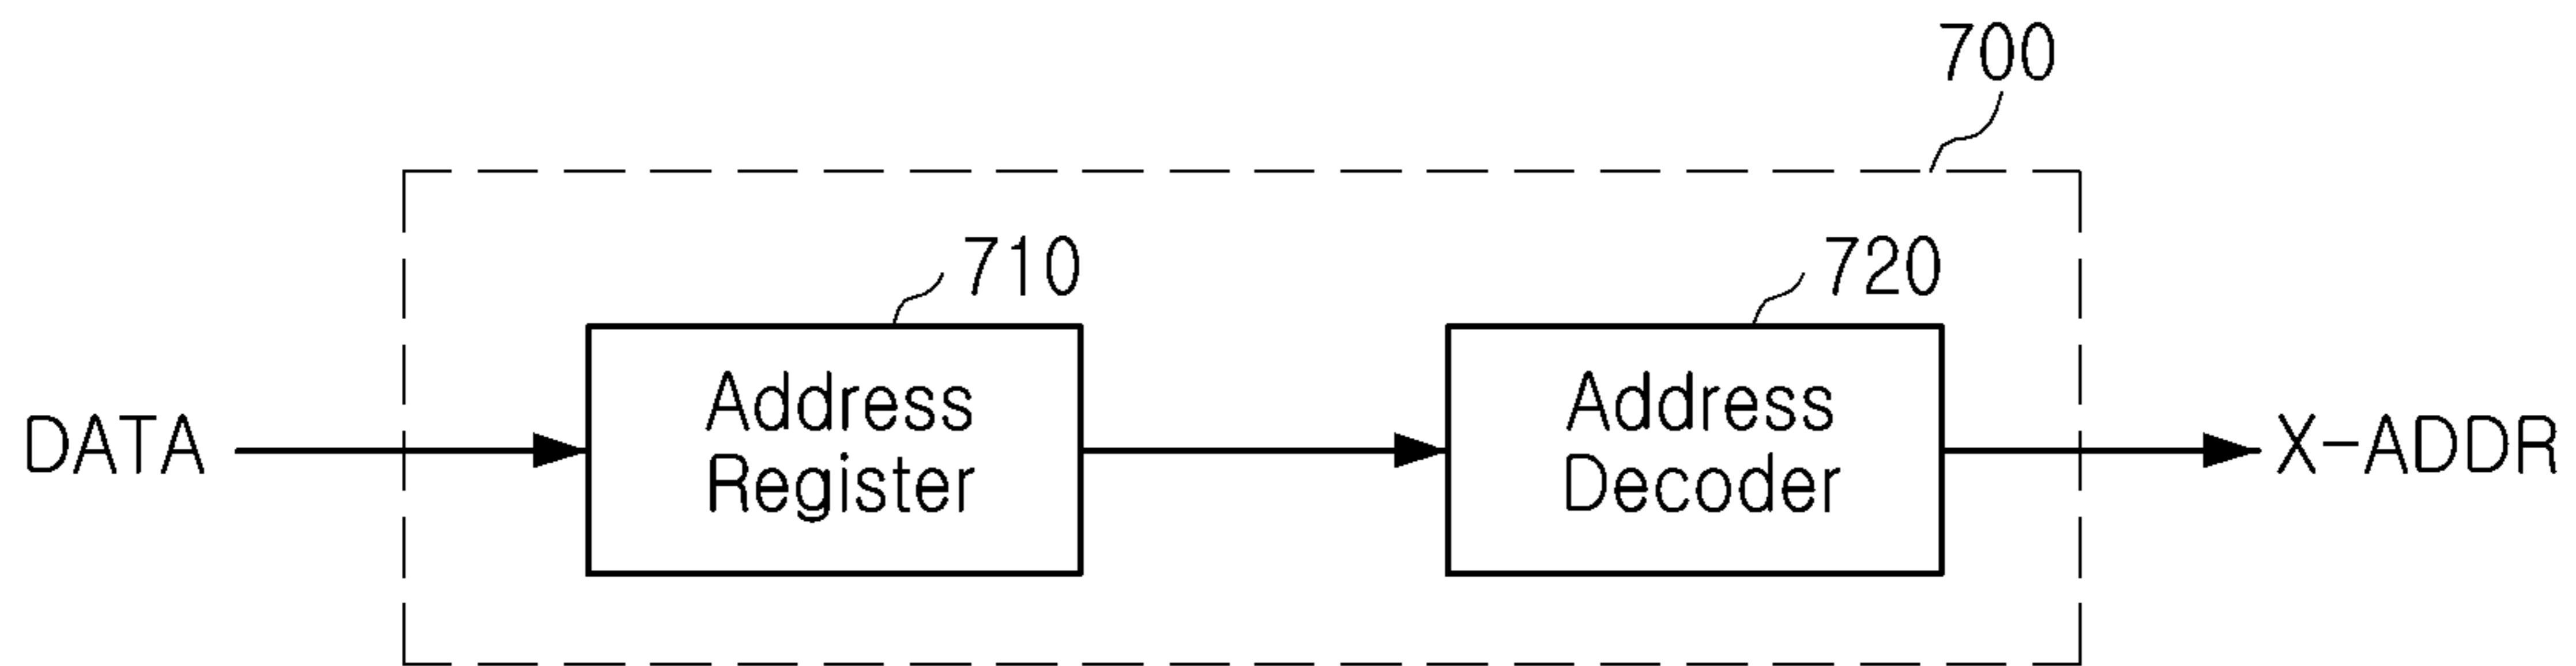 700
710
720
DATA
Address
Register
Address
Decoder
X-ADDR